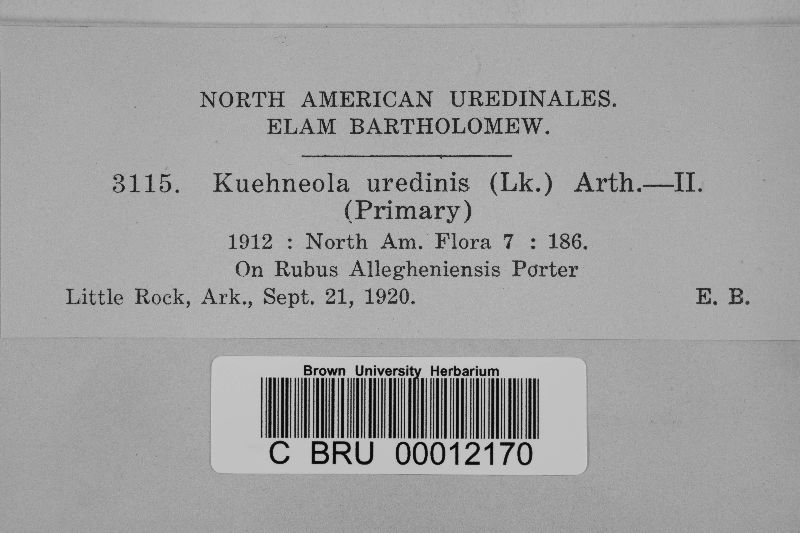 NORTH AMERICAN UREDINALES.
ELAM BARTHOLOMEW.
3115. Kuehneola uredinis (Lk.) Arth.—II.
(Primary)
1912 : North Am. Flora 7 : 186.
On Rubus Allegheniensis Porter
Little Rock, Ark., Sept. 21, 1920. E. B.
Brown University Herbarium
C BRU 00012170